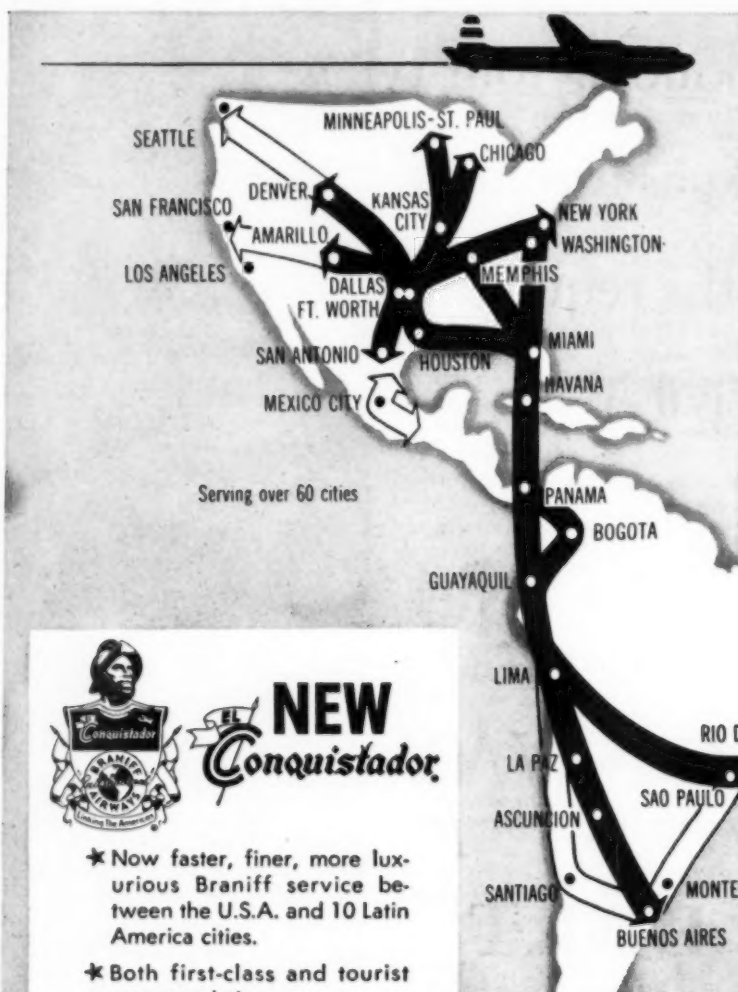 SEATTLE
MINNEAPOLIS-ST. PAUL
CHICAGO
DENVER
KANSAS
CITY
SAN FRANCISCO
AMARILLO
NEW YORK
WASHINGTON
LOS ANGELES
DALLAS
FT. WORTH
MEMPHIS
SAN ANTONIO
HOUSTON
MIAMI
MEXICO CITY
HAVANA
Serving over 60 cities
PANAMA
BOGOTA
GUAYAQUIL
LIMA
RIO D
LA PAZ
SAO PAULO
ASCUNCION
SANTIAGO
MONTE
BUENOS AIRES
EL
Conquistador
BRANIFF
AIRWAYS
Linking The Americas
NEW
EL
Conquistador
Now faster, finer, more lux-
urious Braniff service be-
tween the U.S.A. and 10 Latin
America cities.
Both first-class and tourist